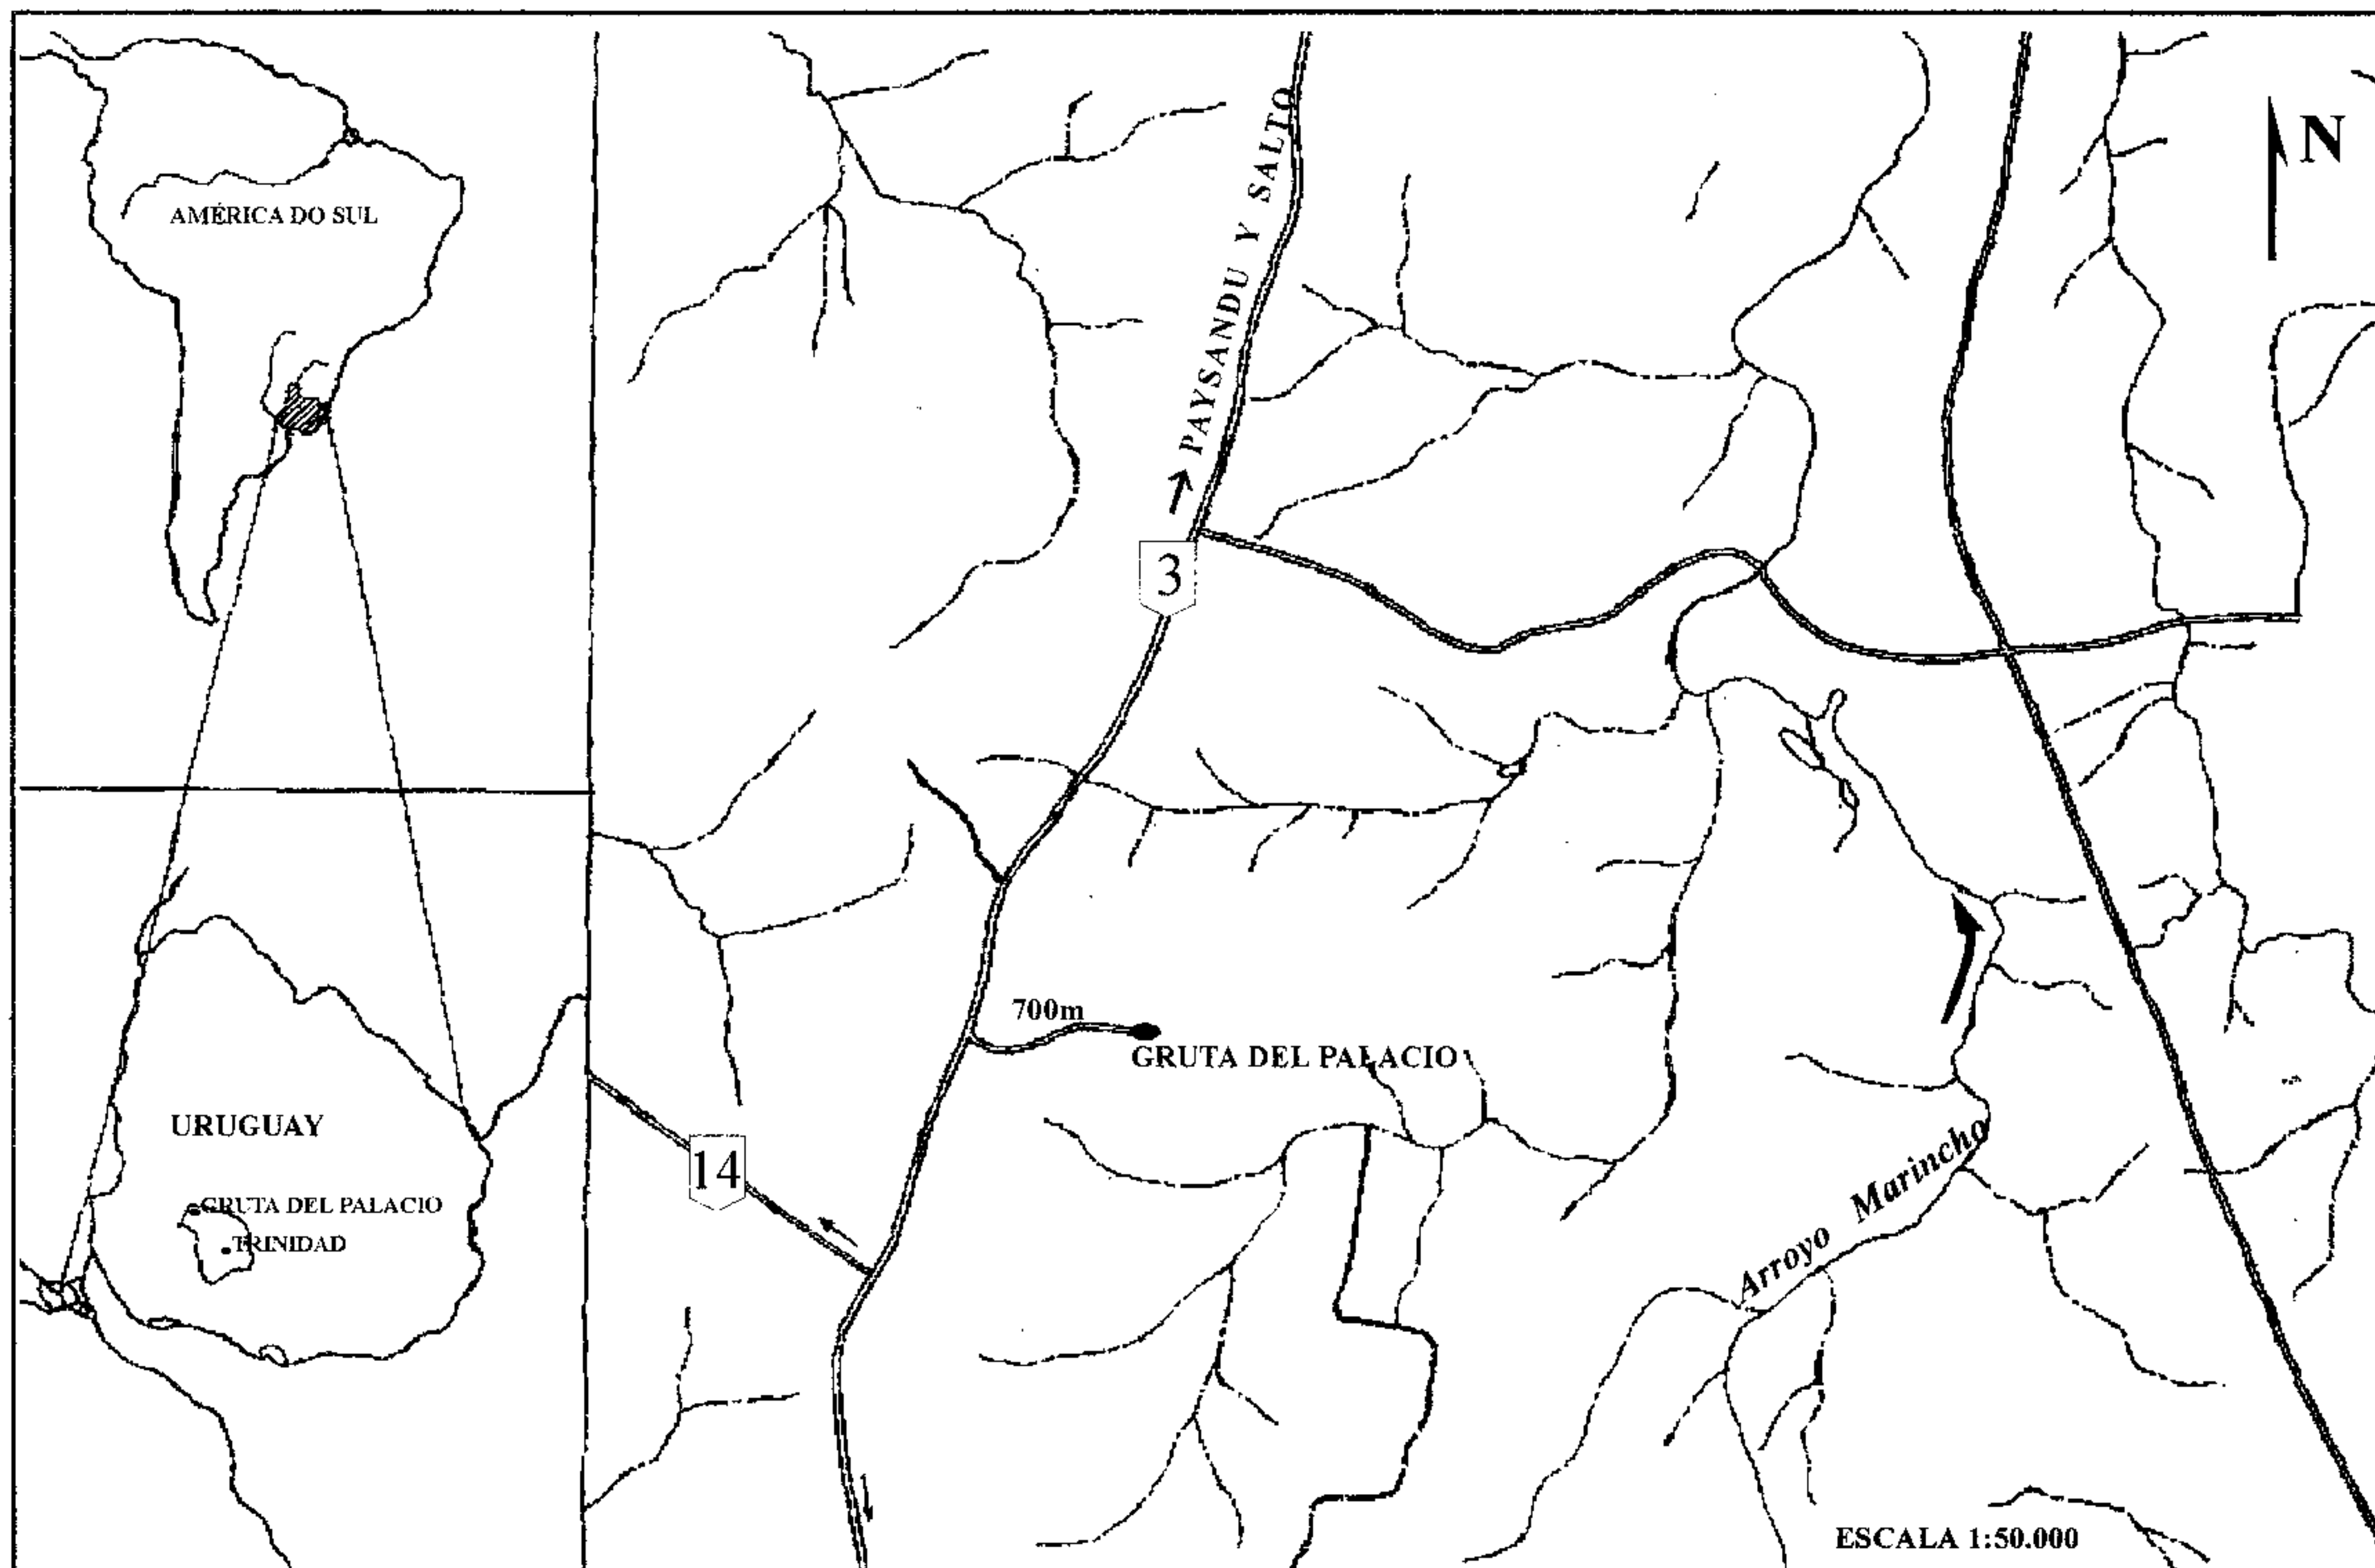 AMÉRICA DO SUL
URUGUAY
GRUTA DEL PALACIO
TRINIDAD
PAYSANDU Y SALTO
N
3
700m
GRUTA DEL PALACIO
14
Arroyo Marincho
ESCALA 1:50.000